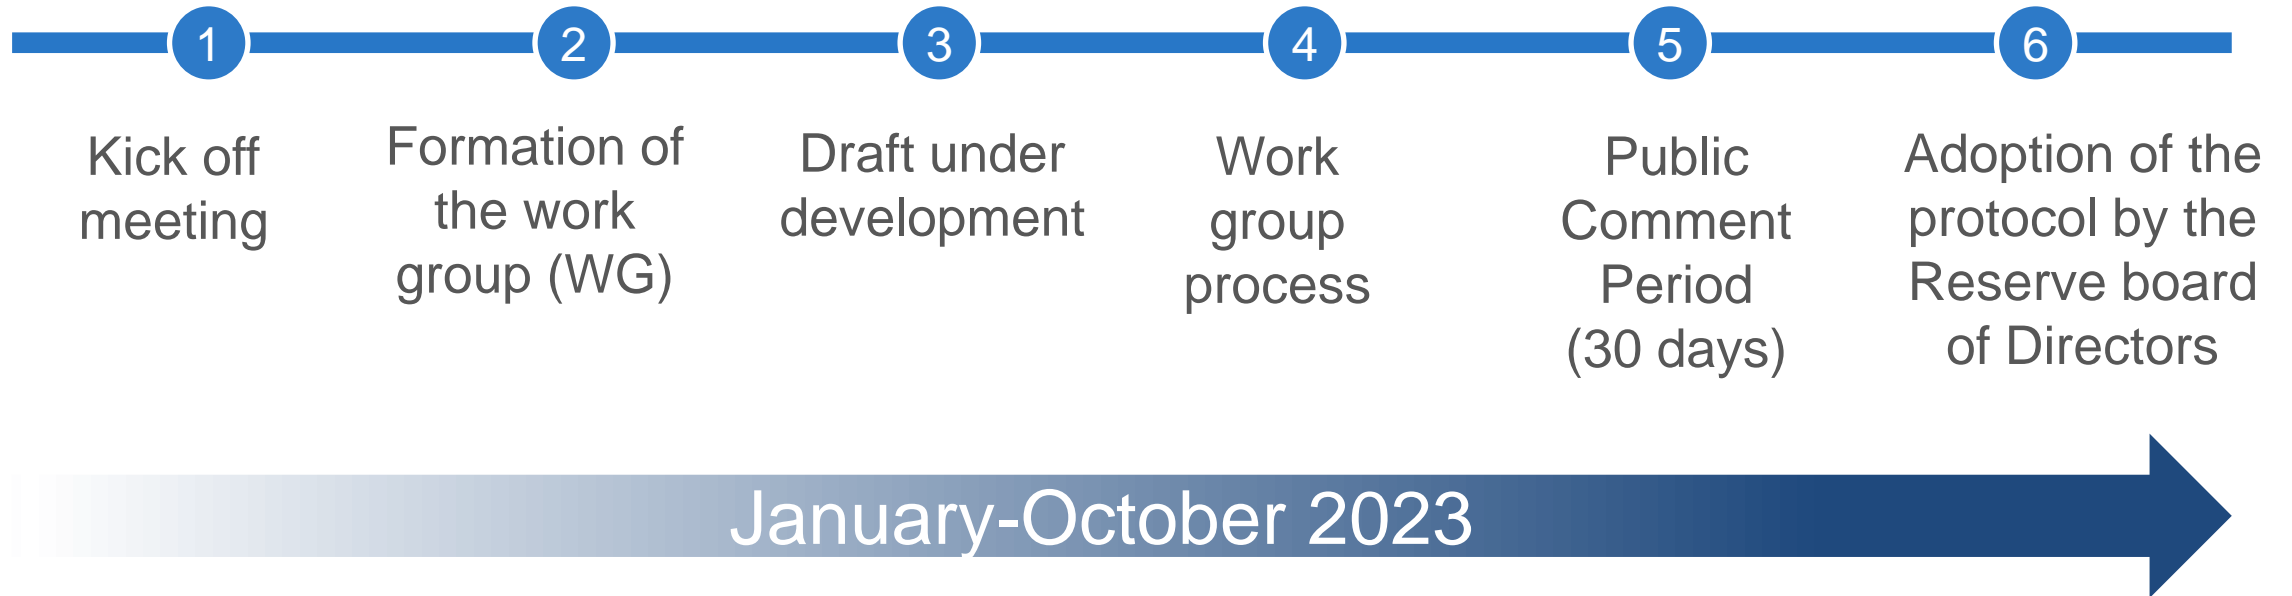 1
Kick off
meeting
2
Formation of
the work
group (WG)
3
Draft under
development
4
Work
group
process
5
Public
Comment
Period
(30 days)
6
Adoption of the
protocol by the
Reserve board
of Directors
January-October 2023